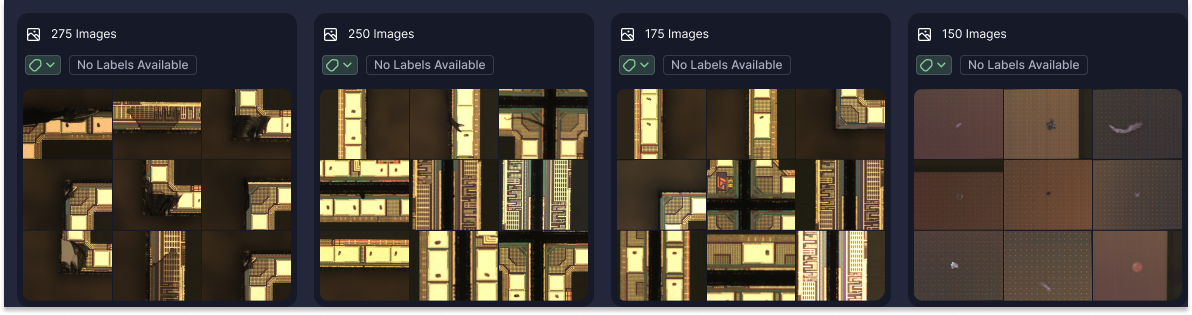 275 Images
No Labels Available
250 Images
No Labels Available
175 Images
No Labels Available
150 Images
No Labels Available